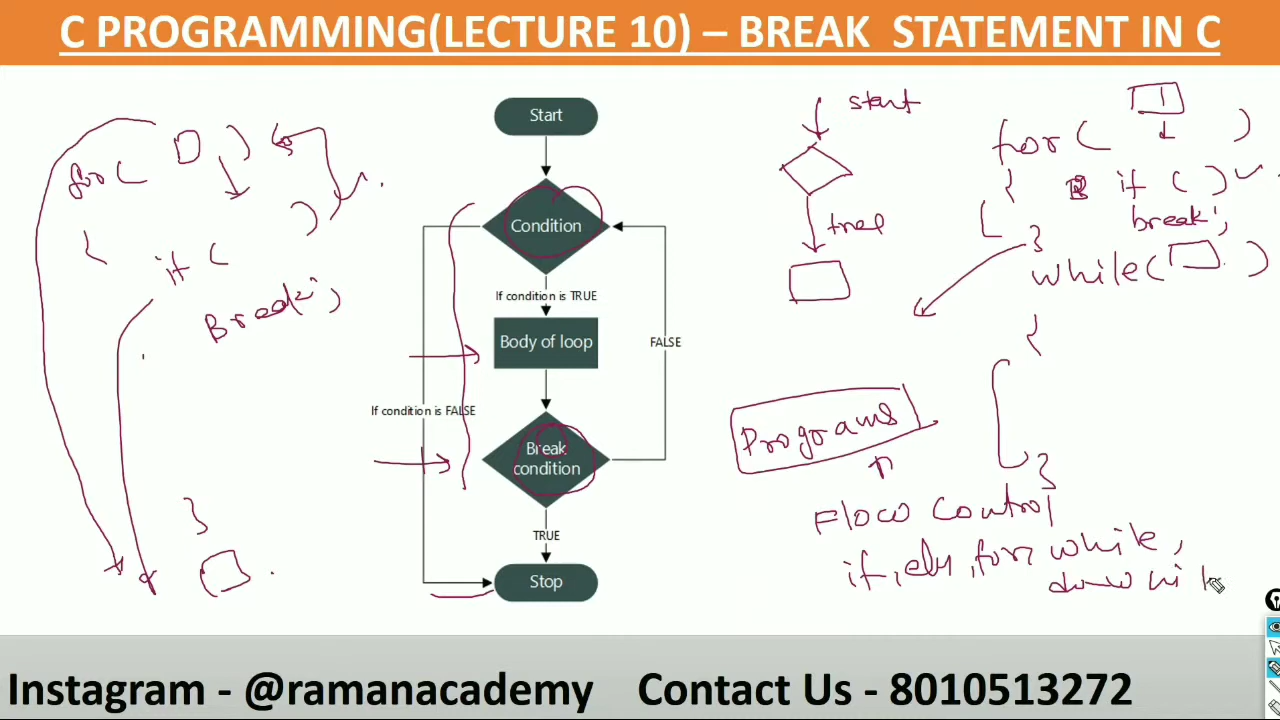 C PROGRAMMING(LECTURE 10) – BREAK STATEMENT IN C
for (   )
{
if (   )
Break;
}
Start
Condition
If condition is TRUE
Body of loop
FALSE
If condition is FALSE
Break
condition
TRUE
Stop
start
true
for (   )
{ if ( )
break;
}
while (   )
{
}
Programs
Flow control
if, else, for, while,
Instagram - @ramanacademy Contact Us - 8010513272